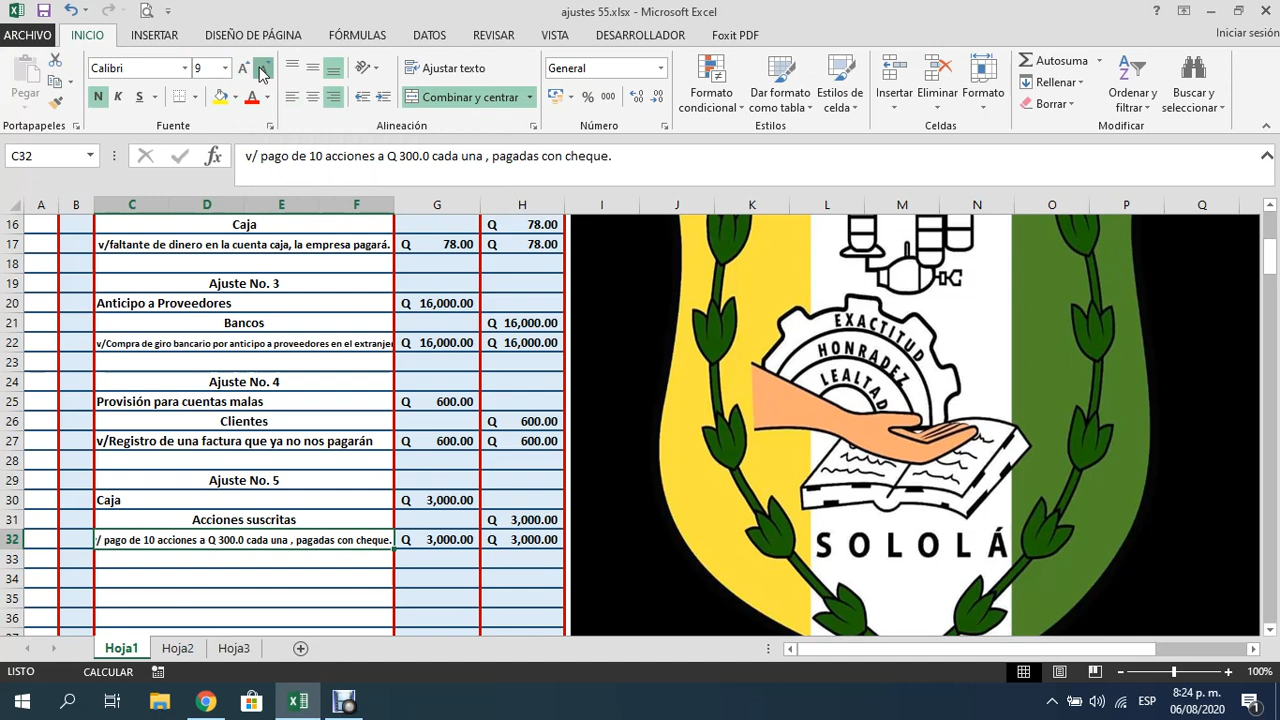 ajustes 55.xlsx - Microsoft Excel
?
ARCHIVO INICIO INSERTAR DISEÑO DE PÁGINA FÓRMULAS DATOS REVISAR VISTA DESARROLLADOR Foxit PDF Iniciar sesión
Pegar
Calibri 9 A
N K S A
Ajustar texto
Combinar y centrar
General
% 000
Formato condicional
Dar formato como tabla
Estilos de celda
Insertar Eliminar Formato
Autosuma
Rellenar
Borrar
Ordenar y filtrar
Buscar y seleccionar
Portapapeles Fuente Alineación Número Estilos Celdas Modificar
C32 fx v/ pago de 10 acciones a Q 300.0 cada una , pagadas con cheque.
A B C D E F G H I J K L M N O P Q
16 Caja Q 78.00
17 v/faltante de dinero en la cuenta caja, la empresa pagará. Q 78.00 Q 78.00
18
19 Ajuste No. 3
20 Anticipo a Proveedores Q 16,000.00
21 Bancos Q 16,000.00
22 v/Compra de giro bancario por anticipo a proveedores en el extranjer Q 16,000.00 Q 16,000.00
23
24 Ajuste No. 4
25 Provisión para cuentas malas Q 600.00
26 Clientes Q 600.00
27 v/Registro de una factura que ya no nos pagarán Q 600.00 Q 600.00
28
29 Ajuste No. 5
30 Caja Q 3,000.00
31 Acciones suscritas Q 3,000.00
32 / pago de 10 acciones a Q 300.0 cada una , pagadas con cheque. Q 3,000.00 Q 3,000.00
33
34
35
36
EXACTITUD
HONRADEZ
LEALTAD
SOLOLÁ
Hoja1 Hoja2 Hoja3
LISTO CALCULAR 100%
ESP
8:24 p. m.
06/08/2020
1